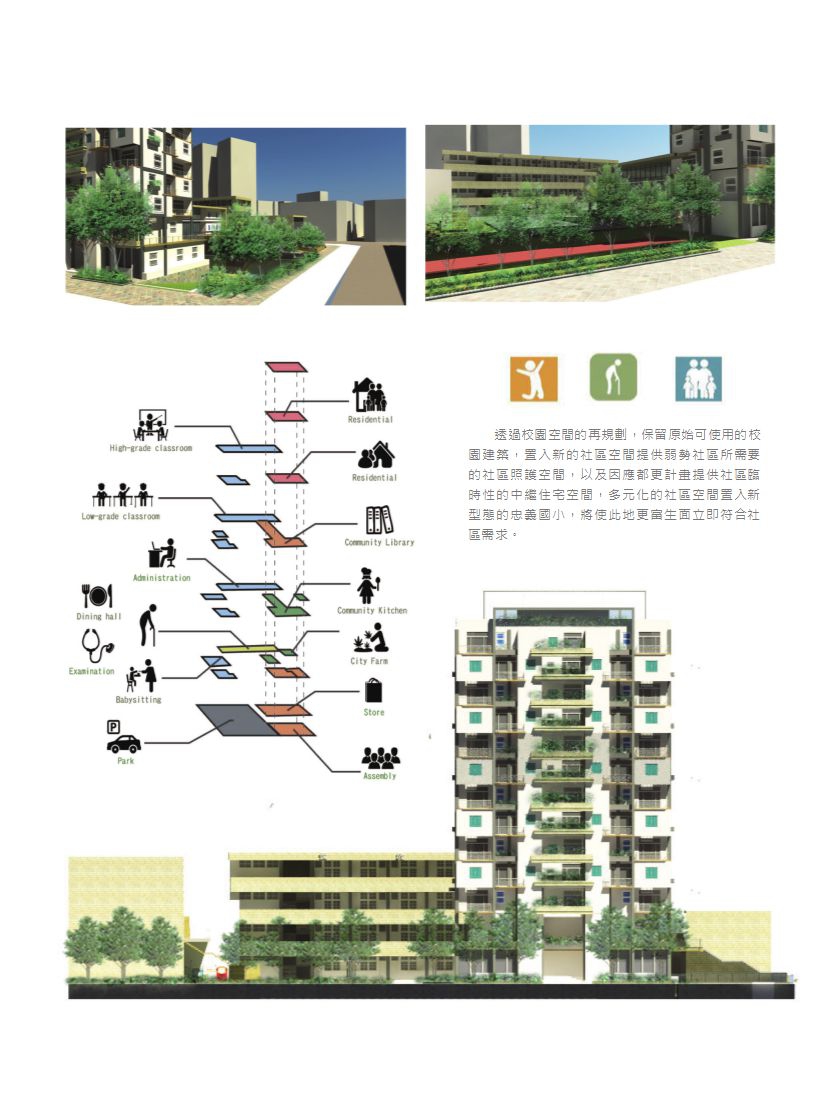 透過校園空間的再規劃，保留原始可使用的校
園建築，置入新的社區空間提供弱勢社區所需要
的社區照護空間，以及因應都更計畫提供社區臨
時性的中繼住宅空間，多元化的社區空間置入新
型態的忠義國小，將使此地更富生面立即符合社
區需求。
Residential
High-grade classroom
Residential
Low-grade classroom
Community Library
Administration
Dining hall
Community Kitchen
City Farm
Examination
Babysitting
Store
P
Park
Assembly